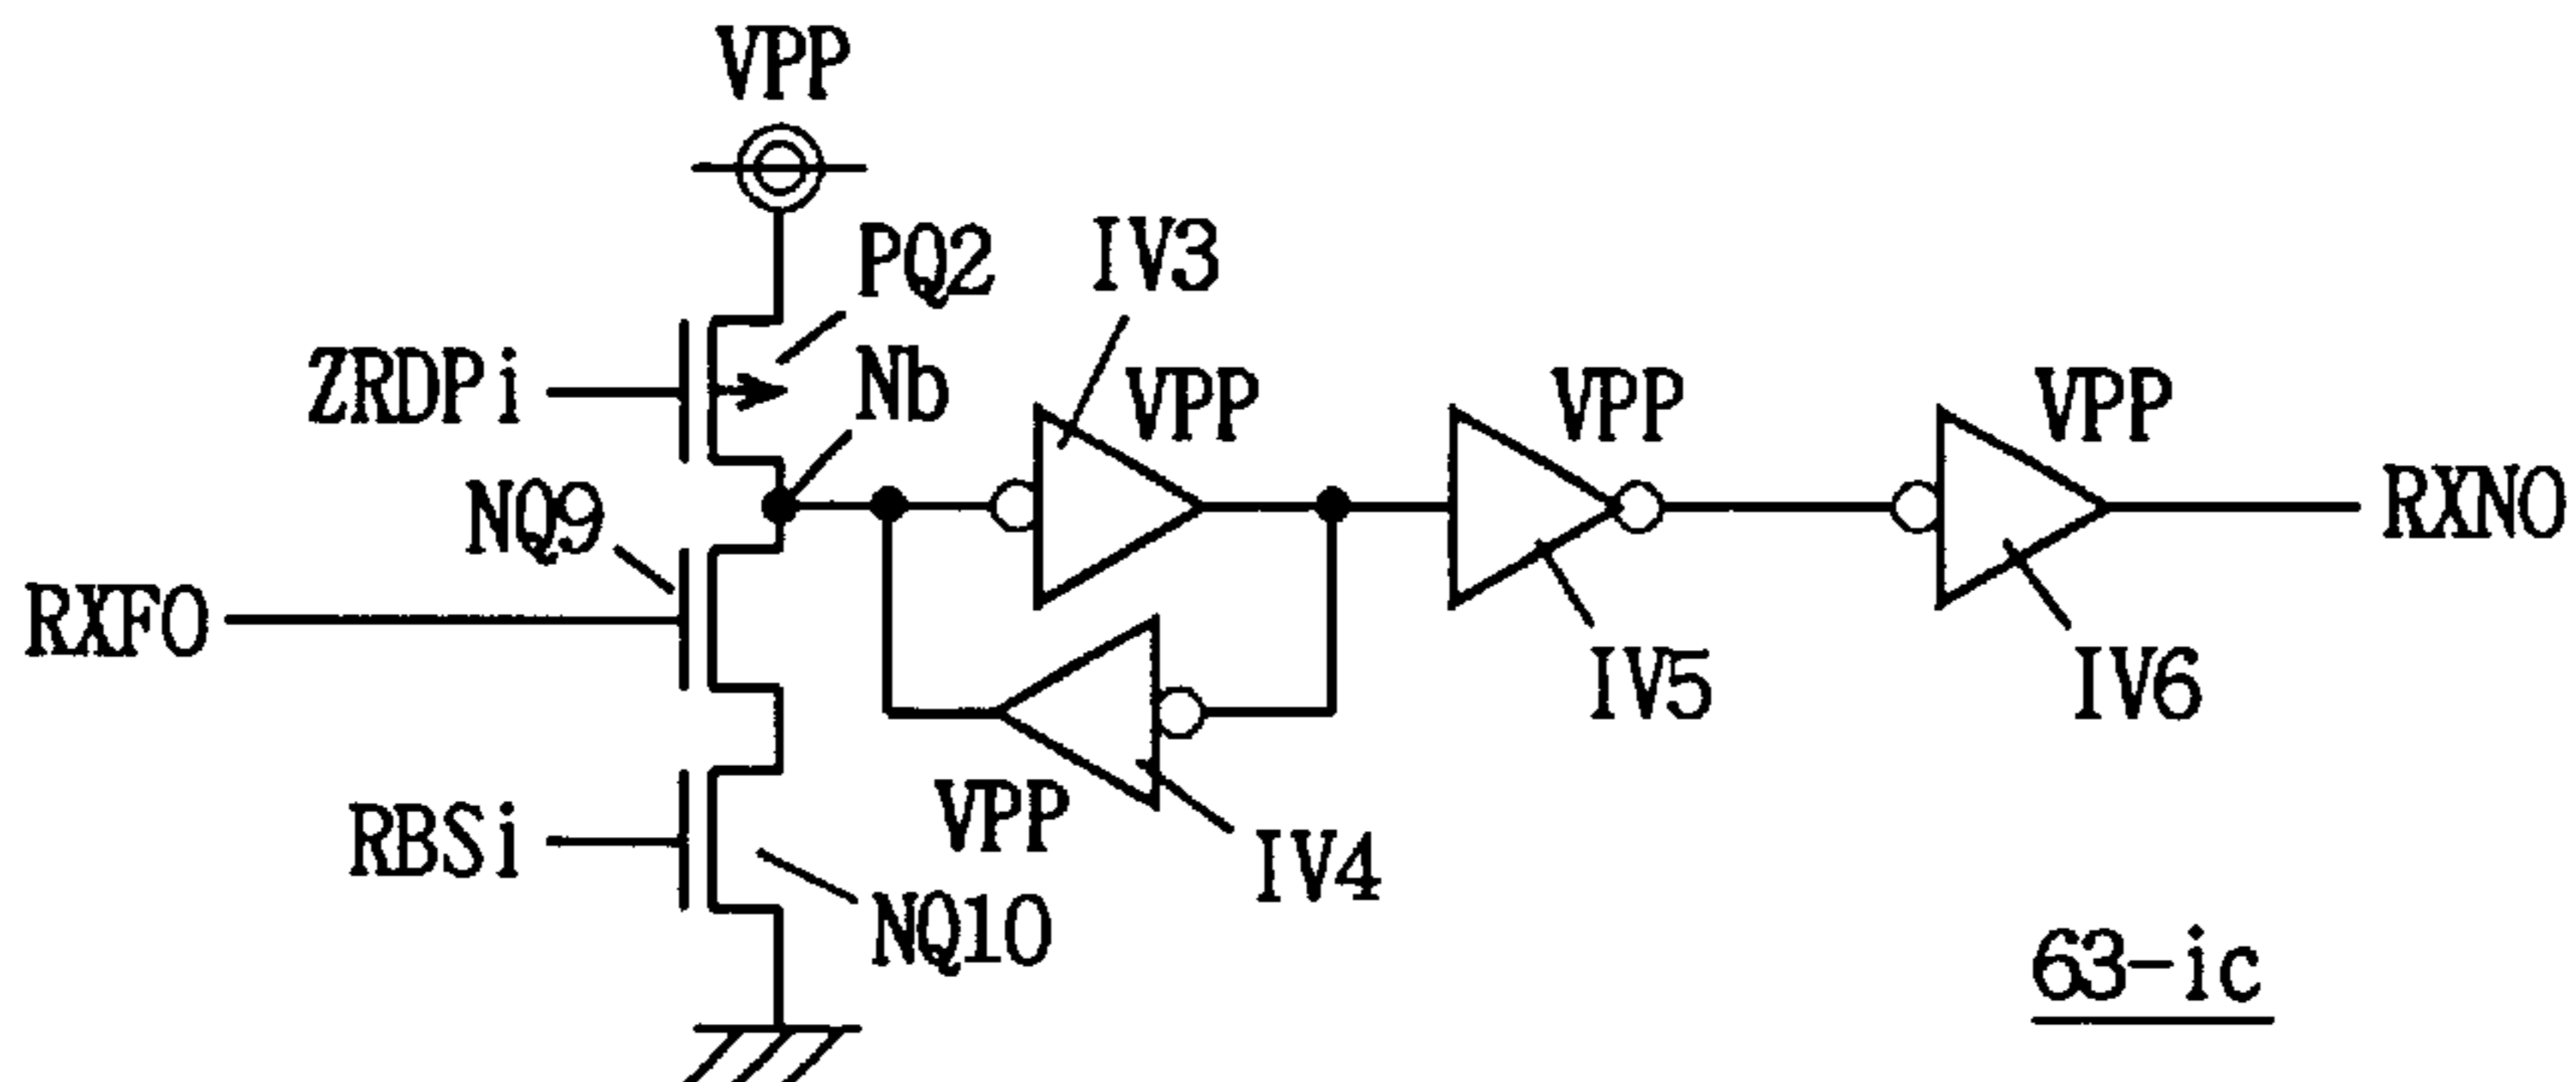 VPP
PQ2
IV3
ZRDPi
Nb
VPP
VPP
VPP
NQ9
RXNO
RXFO
IV5
IV6
RBSi
VPP
IV4
NQ10
63-ic